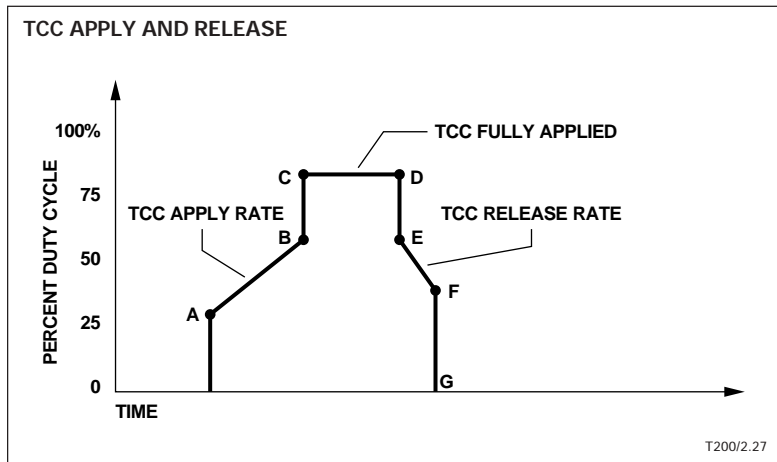 TCC APPLY AND RELEASE
100%
TCC FULLY APPLIED
C
D
75
TCC APPLY RATE
TCC RELEASE RATE
B
E
50
PERCENT DUTY CYCLE
F
A
25
0
G
TIME
T200/2.27